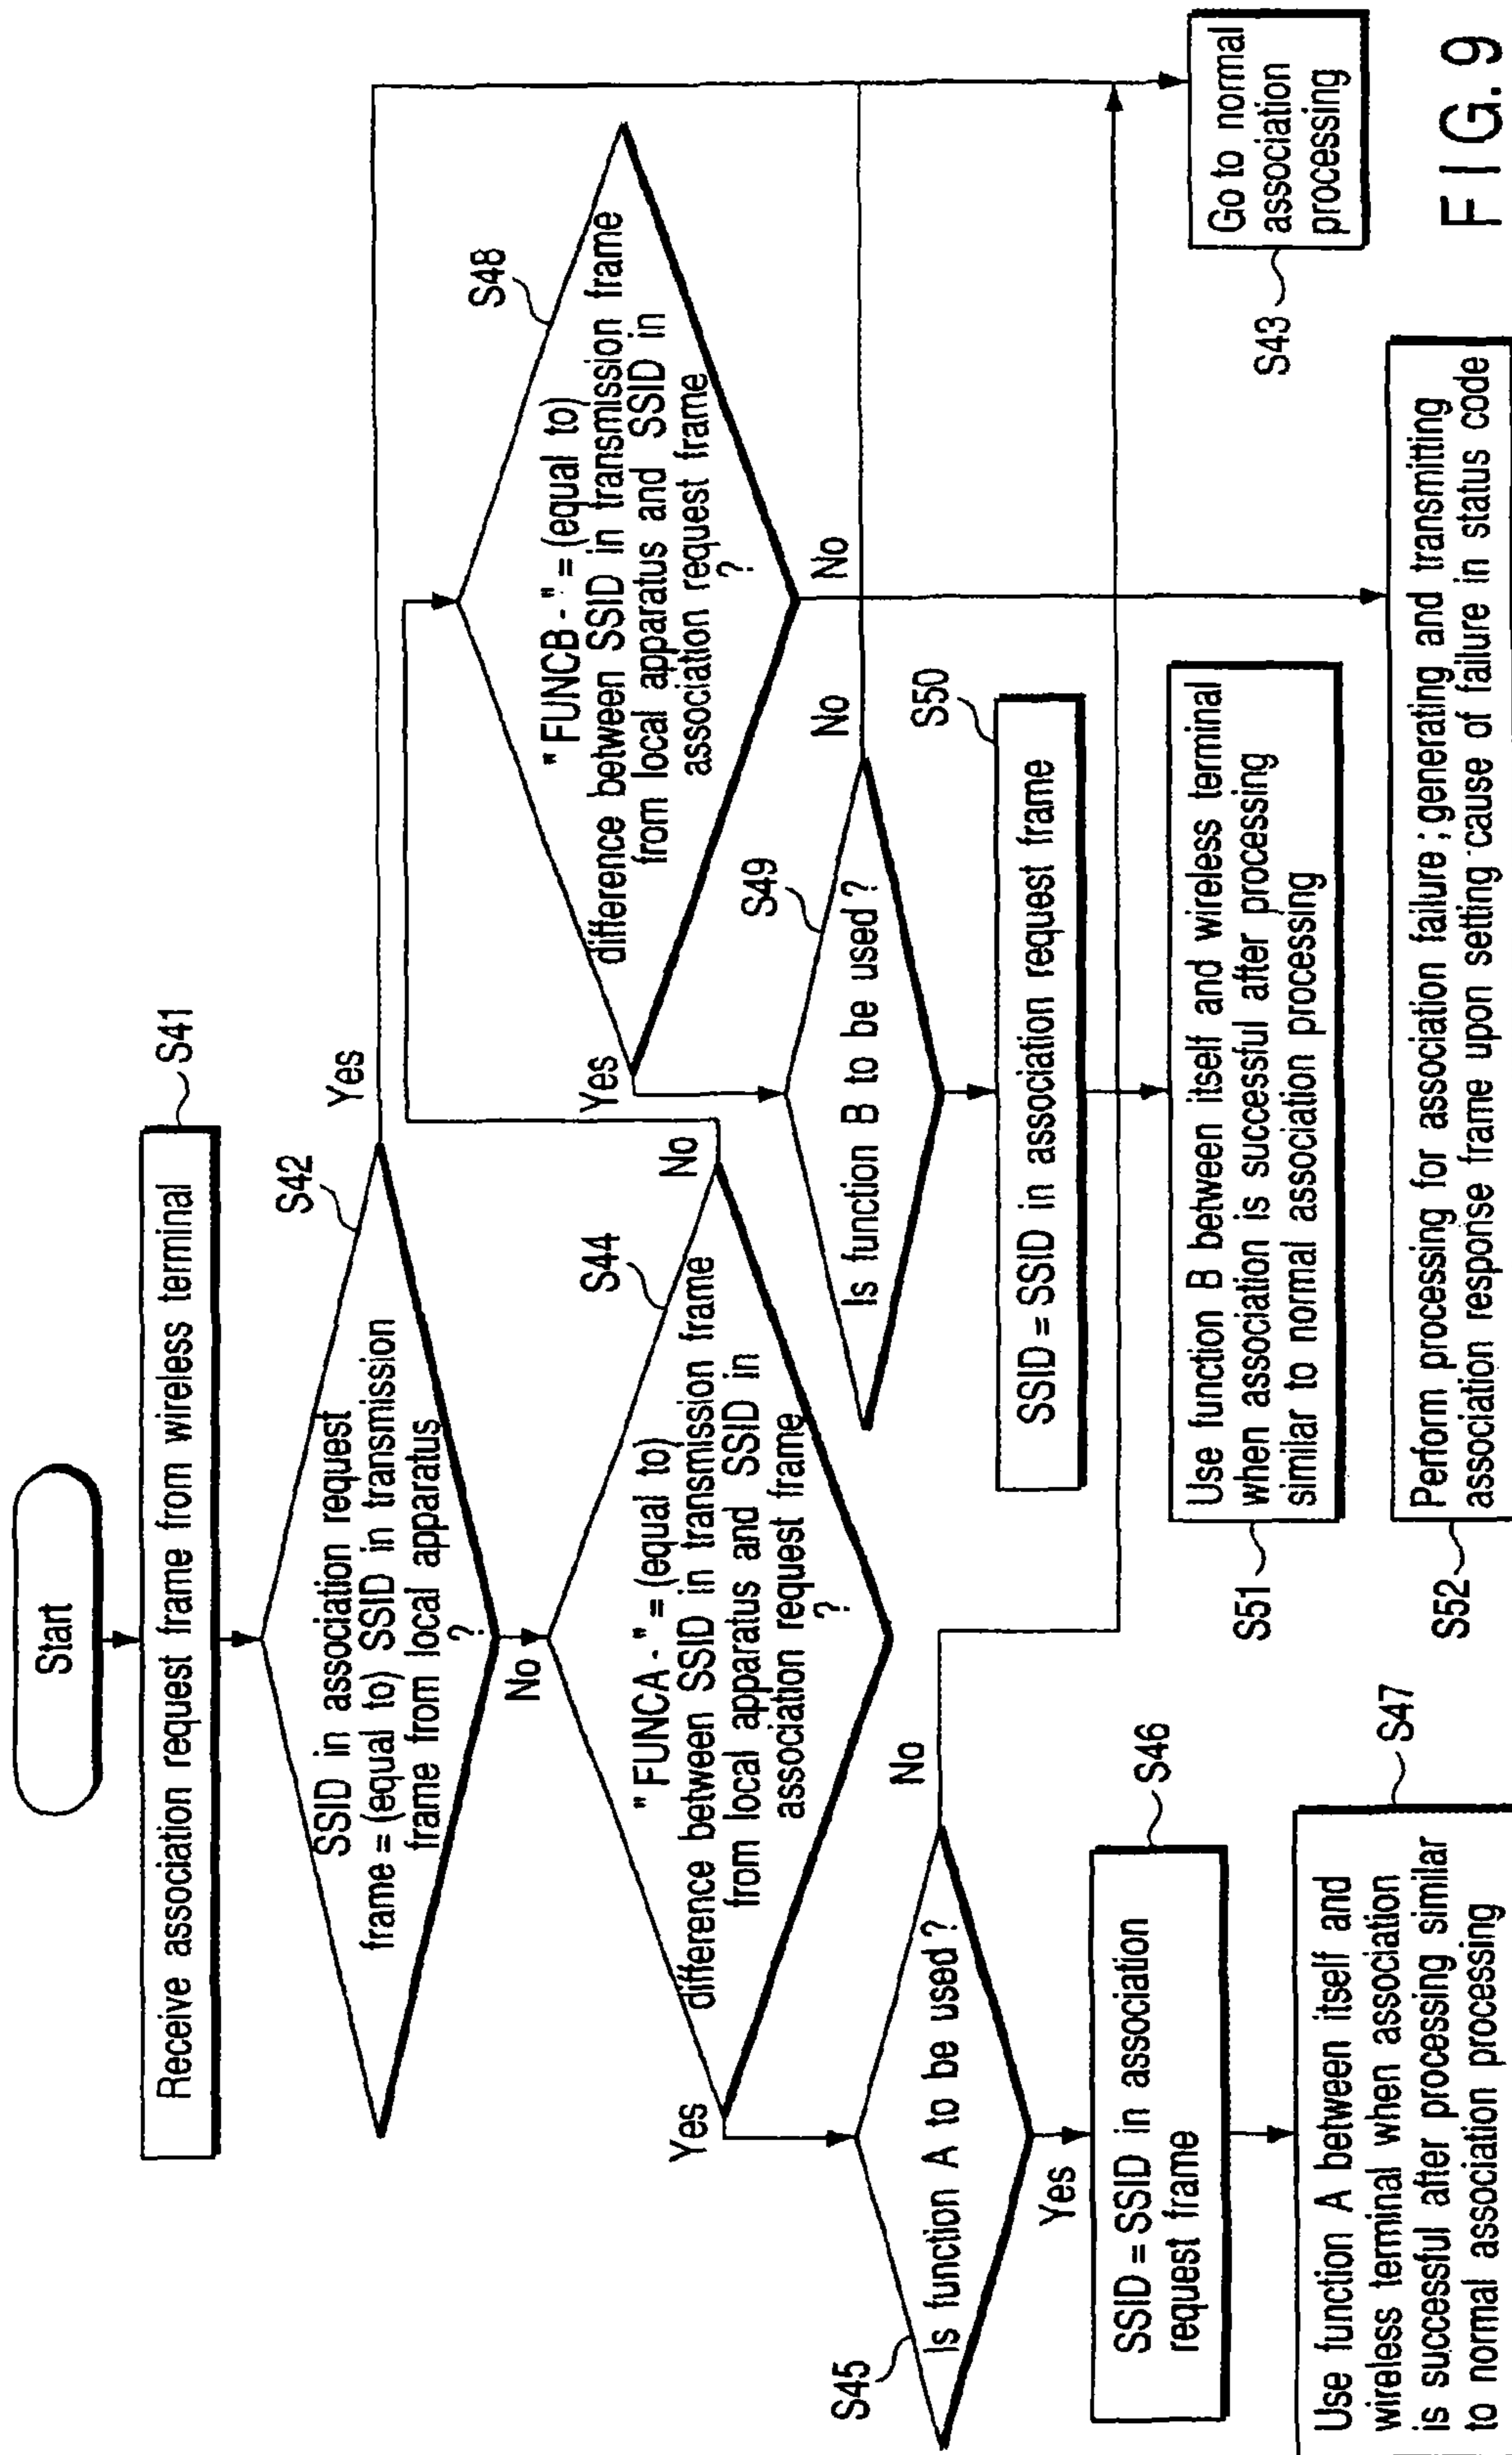 Start
Receive association request frame from wireless terminal
S41
S42
SSID in association request
frame = (equal to) SSID in transmission
frame from local apparatus
?
Yes
No
S44
"FUNCA-" = (equal to)
difference between SSID in transmission frame
from local apparatus and SSID in
association request frame
?
Yes
No
S48
"FUNCB-" = (equal to)
difference between SSID in transmission frame
from local apparatus and SSID in
association request frame
?
Yes
No
S45
Is function A to be used ?
No
Yes
S49
Is function B to be used ?
No
S46
SSID = SSID in association
request frame
S50
SSID = SSID in association request frame
S47
Use function A between itself and
wireless terminal when association
is successful after processing similar
to normal association processing
S51
Use function B between itself and wireless terminal
when association is successful after processing
similar to normal association processing
S43
Go to normal
association
processing
S52
Perform processing for association failure ; generating and transmitting
association response frame upon setting cause of failure in status code
FIG. 9